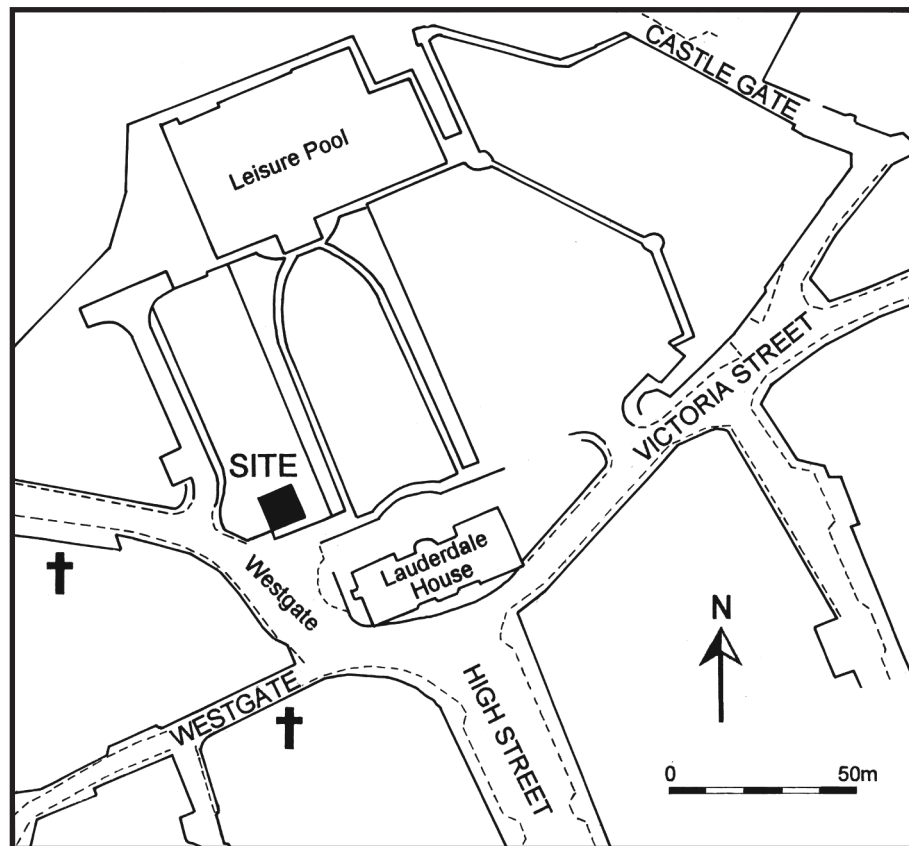 CASTLE GATE
Leisure Pool
VICTORIA STREET
SITE
Lauderdale
House
Westgate
N
WESTGATE
HIGH STREET
0 50m